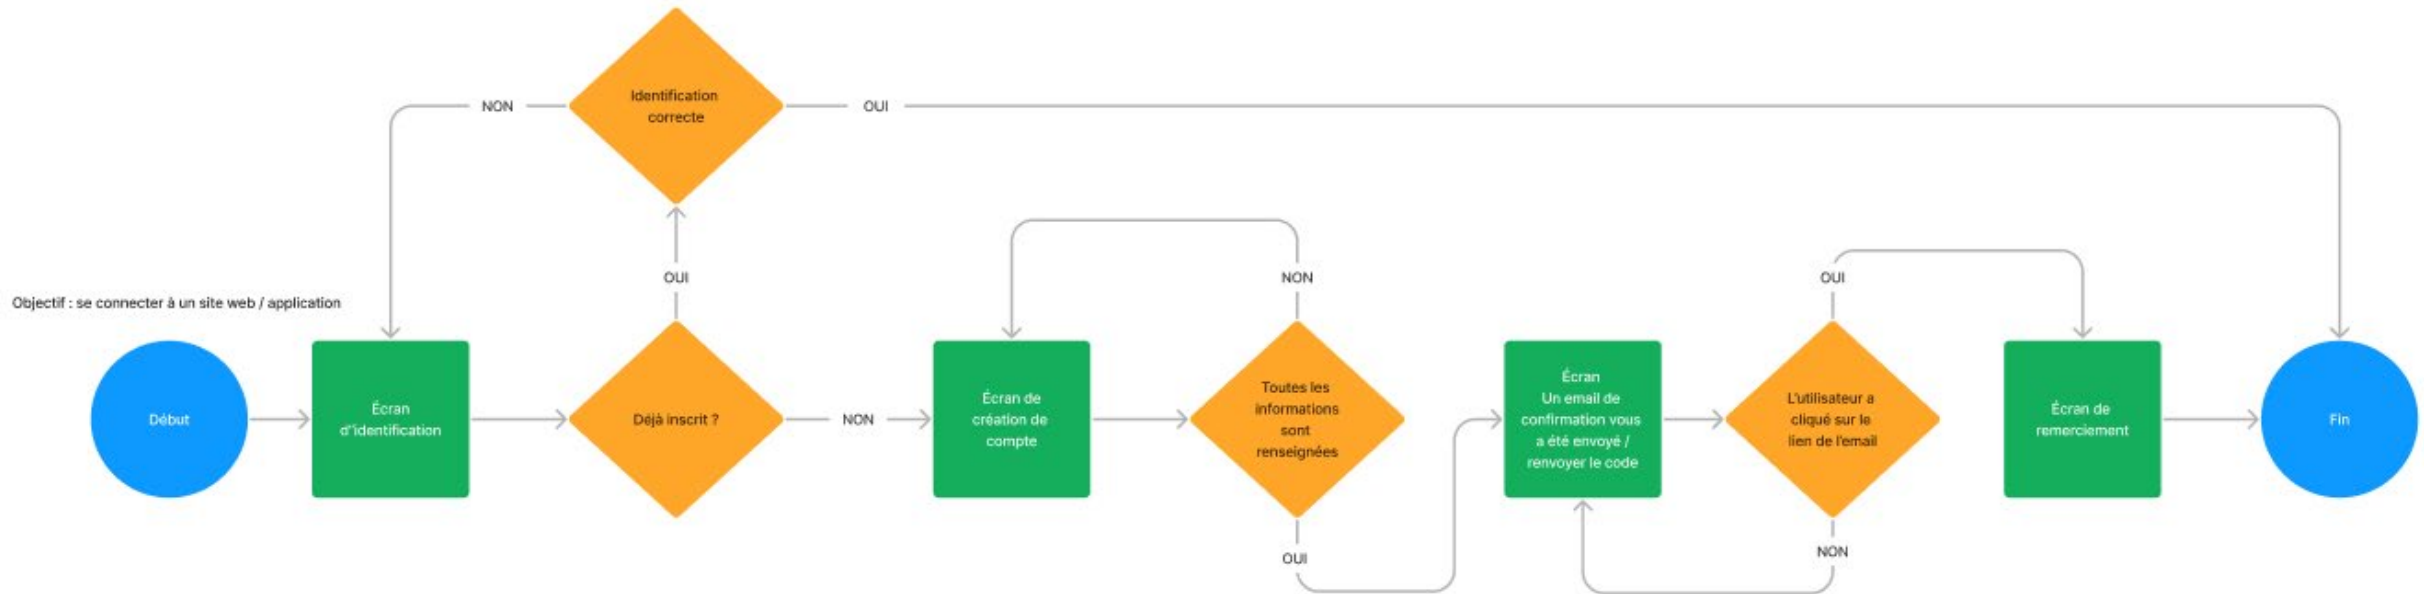 Identification
correcte
NON
OUI
OUI
NON
OUI
Objectif : se connecter à un site web / application
Début
Écran
d''identification
Déjà inscrit ?
NON
Écran de
création de
compte
Toutes les
informations
sont
renseignées
Écran
Un email de
confirmation vous
a été envoyé /
renvoyer le code
L'utilisateur a
cliqué sur le
lien de l'email
Écran de
remerciement
Fin
OUI
NON